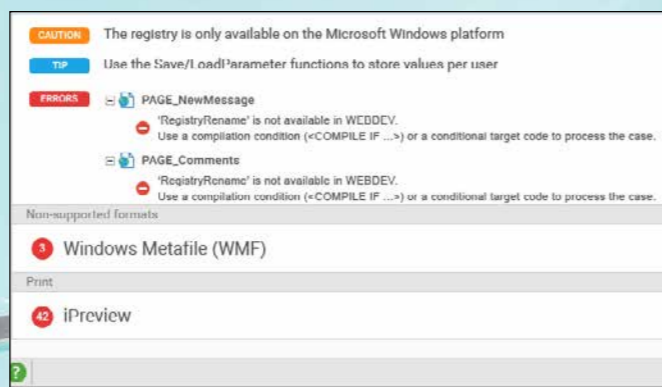 CAUTION The registry is only available on the Microsoft Windows platform
TIP Use the Save/LoadParameter functions to store values per user
ERRORS PAGE_NewMessage
'RegistryRename' is not available in WEBDEV.
Use a compilation condition (<COMPILE IF ...>) or a conditional target code to process the case.
PAGE_Comments
'RegistryRename' is not available in WEBDEV.
Use a compilation condition (<COMPILE IF ...>) or a conditional target code to process the case.
Non-supported formats
3 Windows Metafile (WMF)
Print
42 iPreview
?